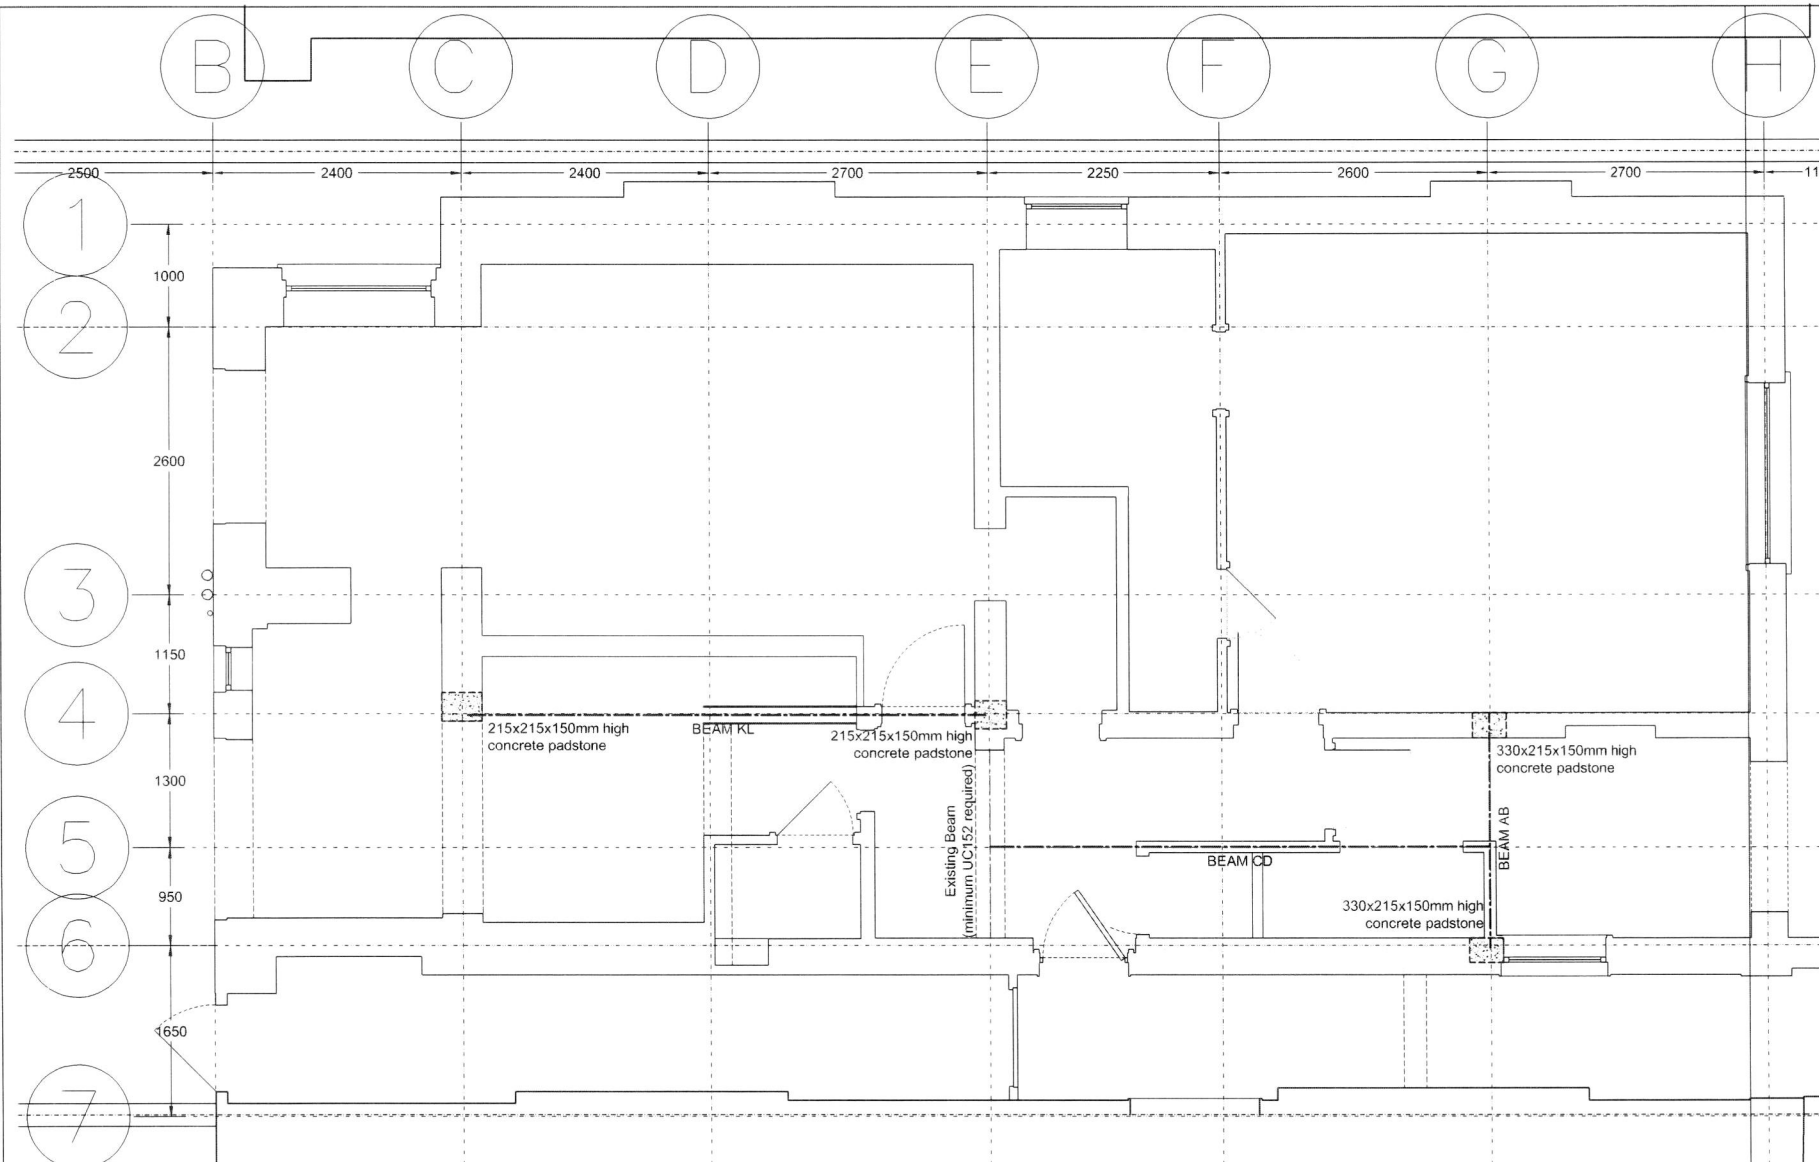 B
C
D
E
F
G
H
2500
2400
2400
2700
2250
2600
2700
11
1
1000
2
2600
3
1150
4
215x215x150mm high
concrete padstone
BEAM KL
215x215x150mm high
concrete padstone
330x215x150mm high
concrete padstone
1300
Existing Beam
(minimum UC152 required)
BEAM AB
5
BEAM CD
950
330x215x150mm high
concrete padstone
6
1650
7